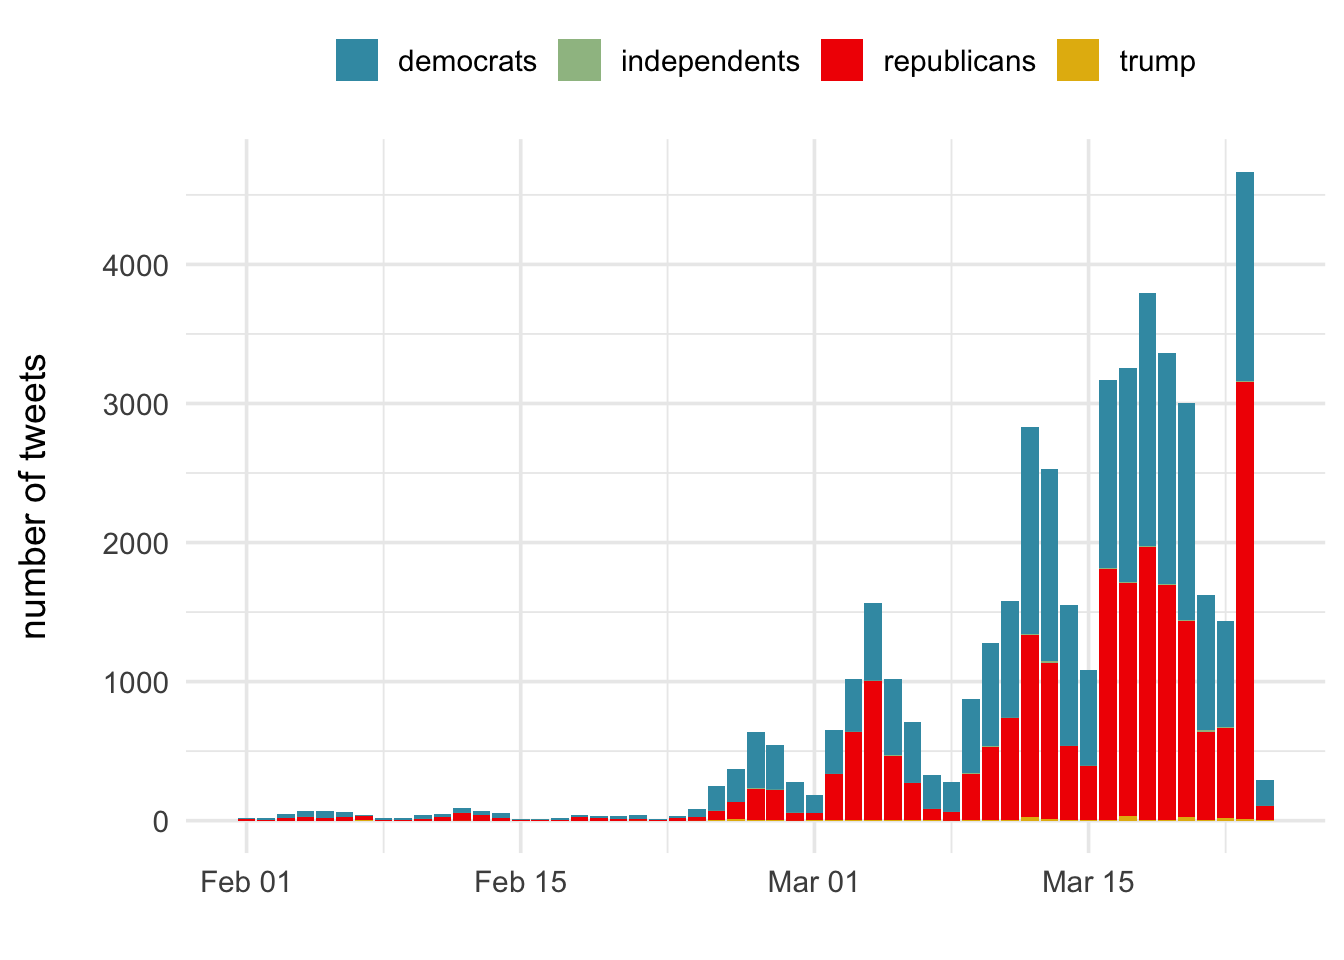 democrats independents republicans trump
number of tweets
4000
3000
2000
1000
0
Feb 01 Feb 15 Mar 01 Mar 15